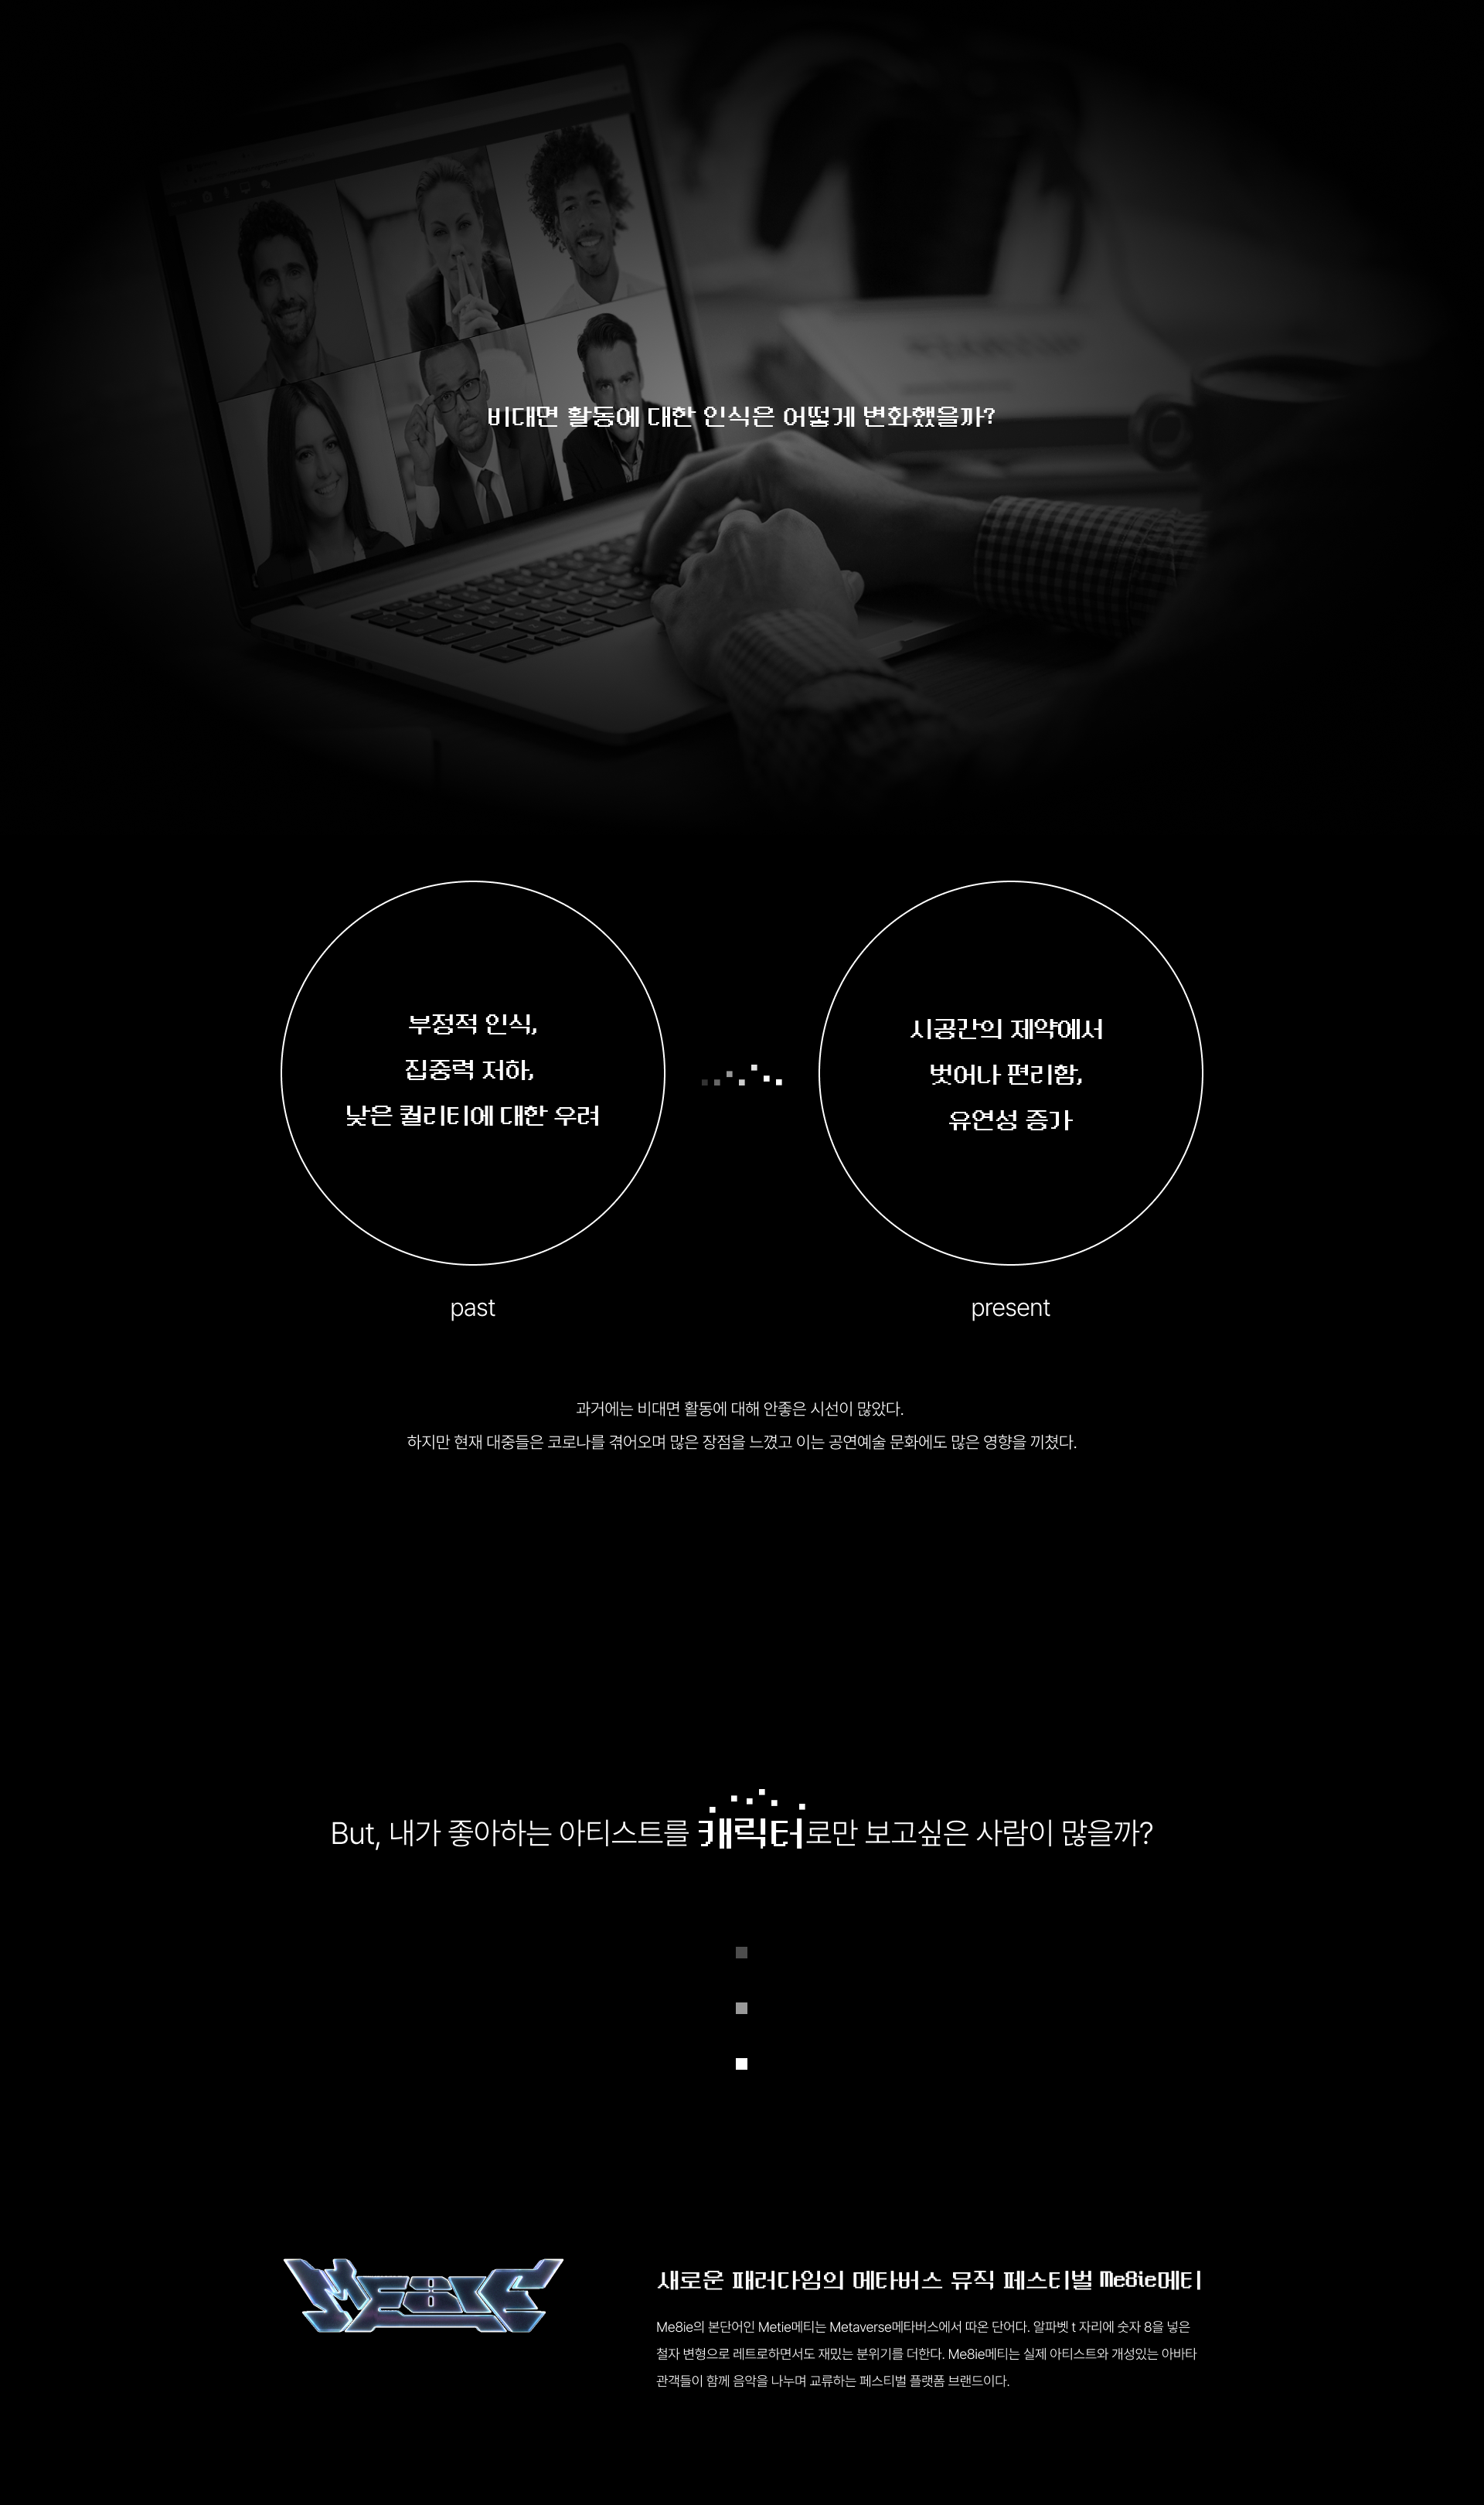 비대면 활동에 대한 인식은 어떻게 변화했을까?
부정적 인식,
집중력 저하,
낮은 퀄리티에 대한 우려
시공간의 제약에서
벗어나 편리함,
유연성 증가
past
present
과거에는 비대면 활동에 대해 안좋은 시선이 많았다.
하지만 현재 대중들은 코로나를 겪어오며 많은 장점을 느꼈고 이는 공연예술 문화에도 많은 영향을 끼쳤다.
But, 내가 좋아하는 아티스트를 캐릭터로만 보고싶은 사람이 많을까?
ME8IE
새로운 패러다임의 메타버스 뮤직 페스티벌 Me8ie메티
Me8ie의 본단어인 Metie메티는 Metaverse메타버스에서 따온 단어다. 알파벳 t 자리에 숫자 8을 넣은
철자 변형으로 레트로하면서도 재밌는 분위기를 더한다. Me8ie메티는 실제 아티스트와 개성있는 아바타
관객들이 함께 음악을 나누며 교류하는 페스티벌 플랫폼 브랜드이다.